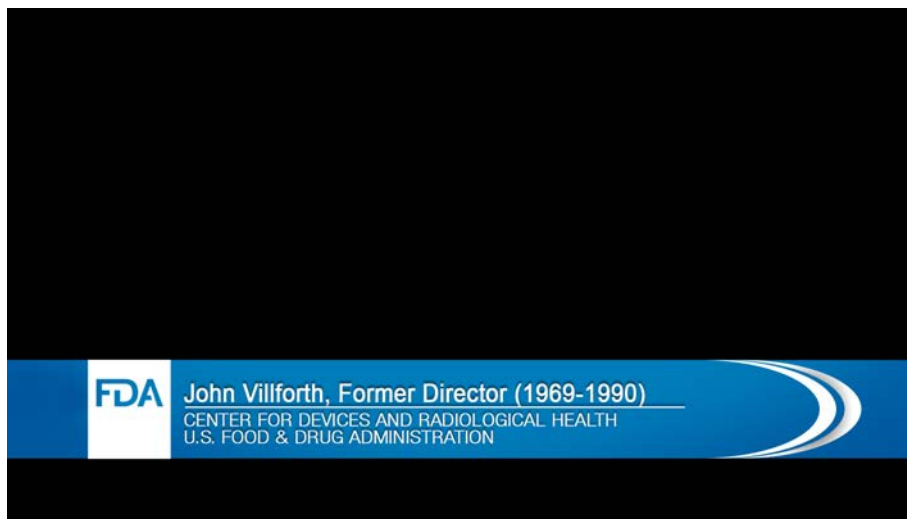 FDA
John Villforth, Former Director (1969-1990)
CENTER FOR DEVICES AND RADIOLOGICAL HEALTH
U.S. FOOD & DRUG ADMINISTRATION